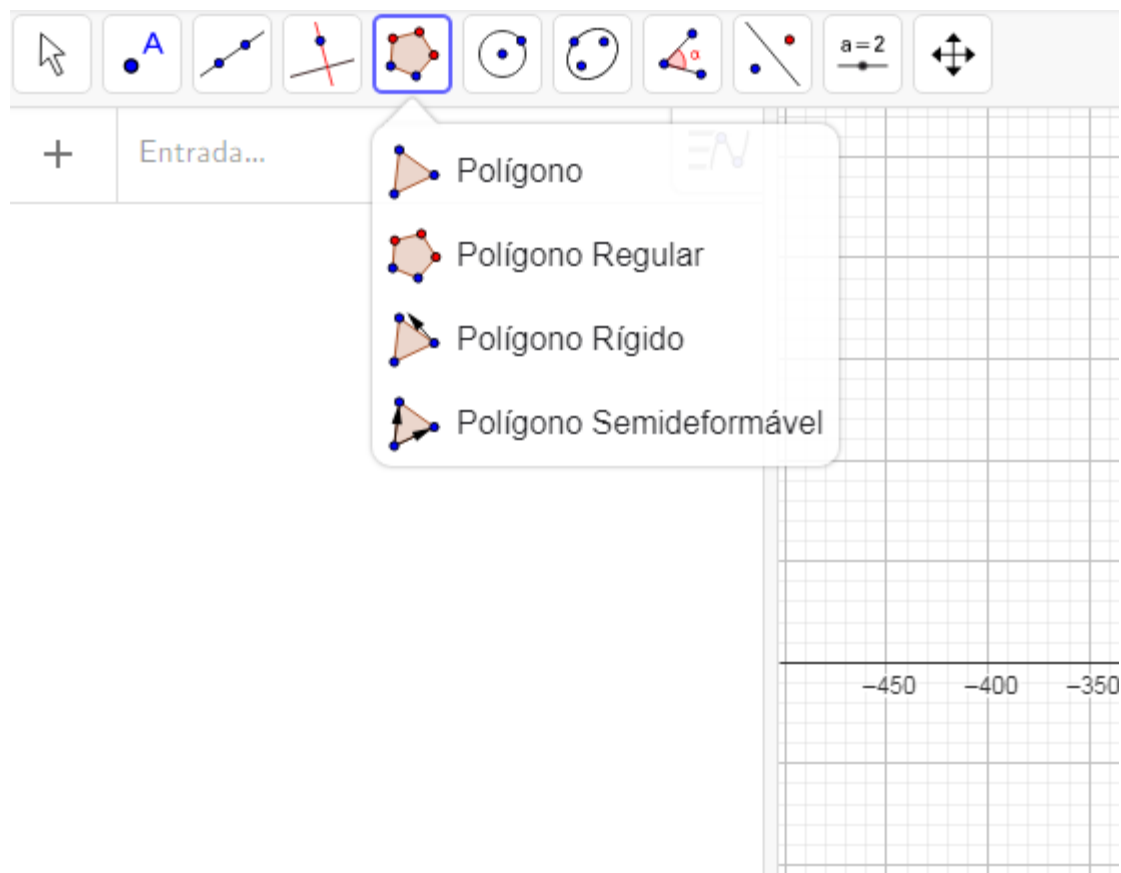 A
α
a=2
Entrada...
Polígono
Polígono Regular
Polígono Rígido
Polígono Semideformável
–450 –400 –350